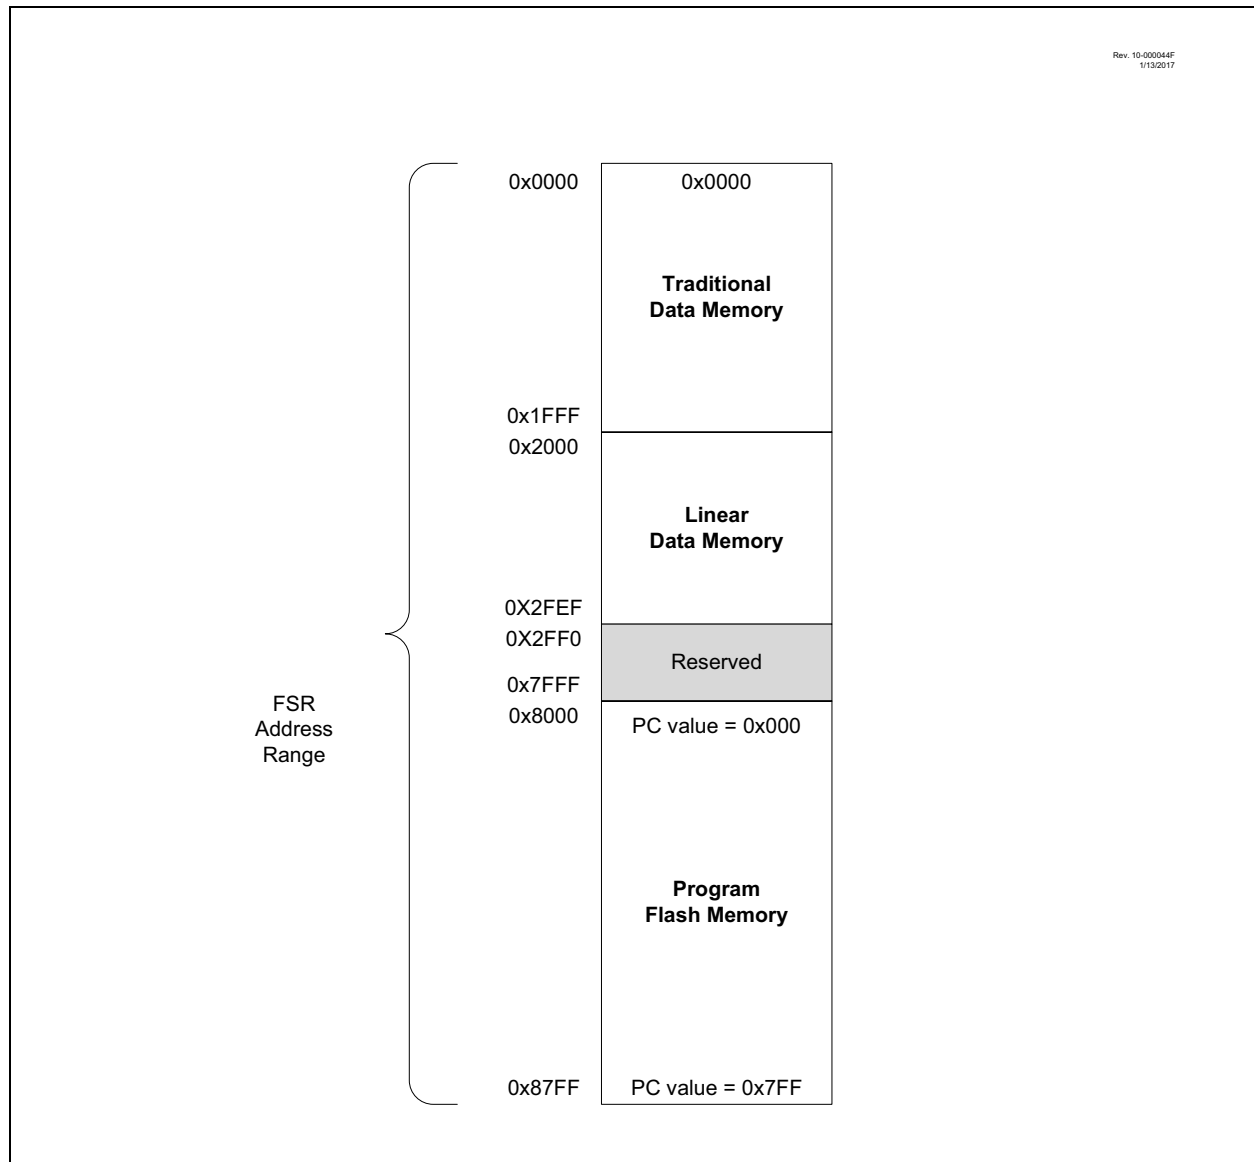 Rev. 10-000044F
1/13/2017
0x0000
0x0000
Traditional
Data Memory
0x1FFF
0x2000
Linear
Data Memory
0X2FEF
0X2FF0
Reserved
0x7FFF
0x8000
PC value = 0x000
FSR
Address
Range
Program
Flash Memory
0x87FF
PC value = 0x7FF